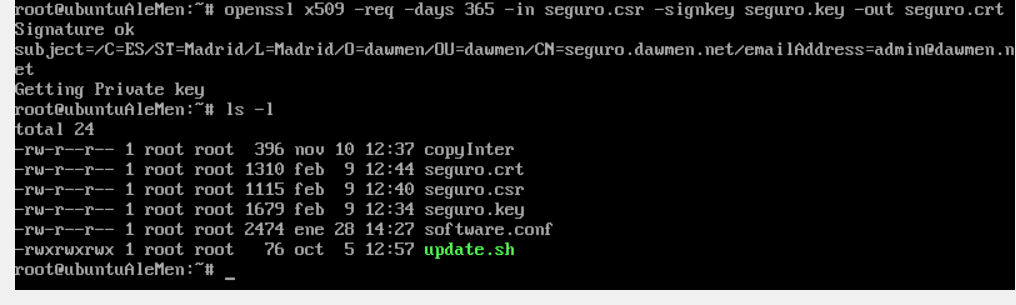 root@ubuntuAleMen:~# openssl x509 -req -days 365 -in seguro.csr -signkey seguro.key -out seguro.crt
Signature ok
subject=/C=ES/ST=Madrid/L=Madrid/O=dawmen/OU=dawmen/CN=seguro.dawmen.net/emailAddress=admin@dawmen.n
et
Getting Private key
root@ubuntuAleMen:~# ls -l
total 24
-rw-r--r-- 1 root root  396 nov 10 12:37 copyInter
-rw-r--r-- 1 root root 1310 feb  9 12:44 seguro.crt
-rw-r--r-- 1 root root 1115 feb  9 12:40 seguro.csr
-rw-r--r-- 1 root root 1679 feb  9 12:34 seguro.key
-rw-r--r-- 1 root root 2474 ene 28 14:27 software.conf
-rwxrwxrwx 1 root root   76 oct  5 12:57 update.sh
root@ubuntuAleMen:~# _